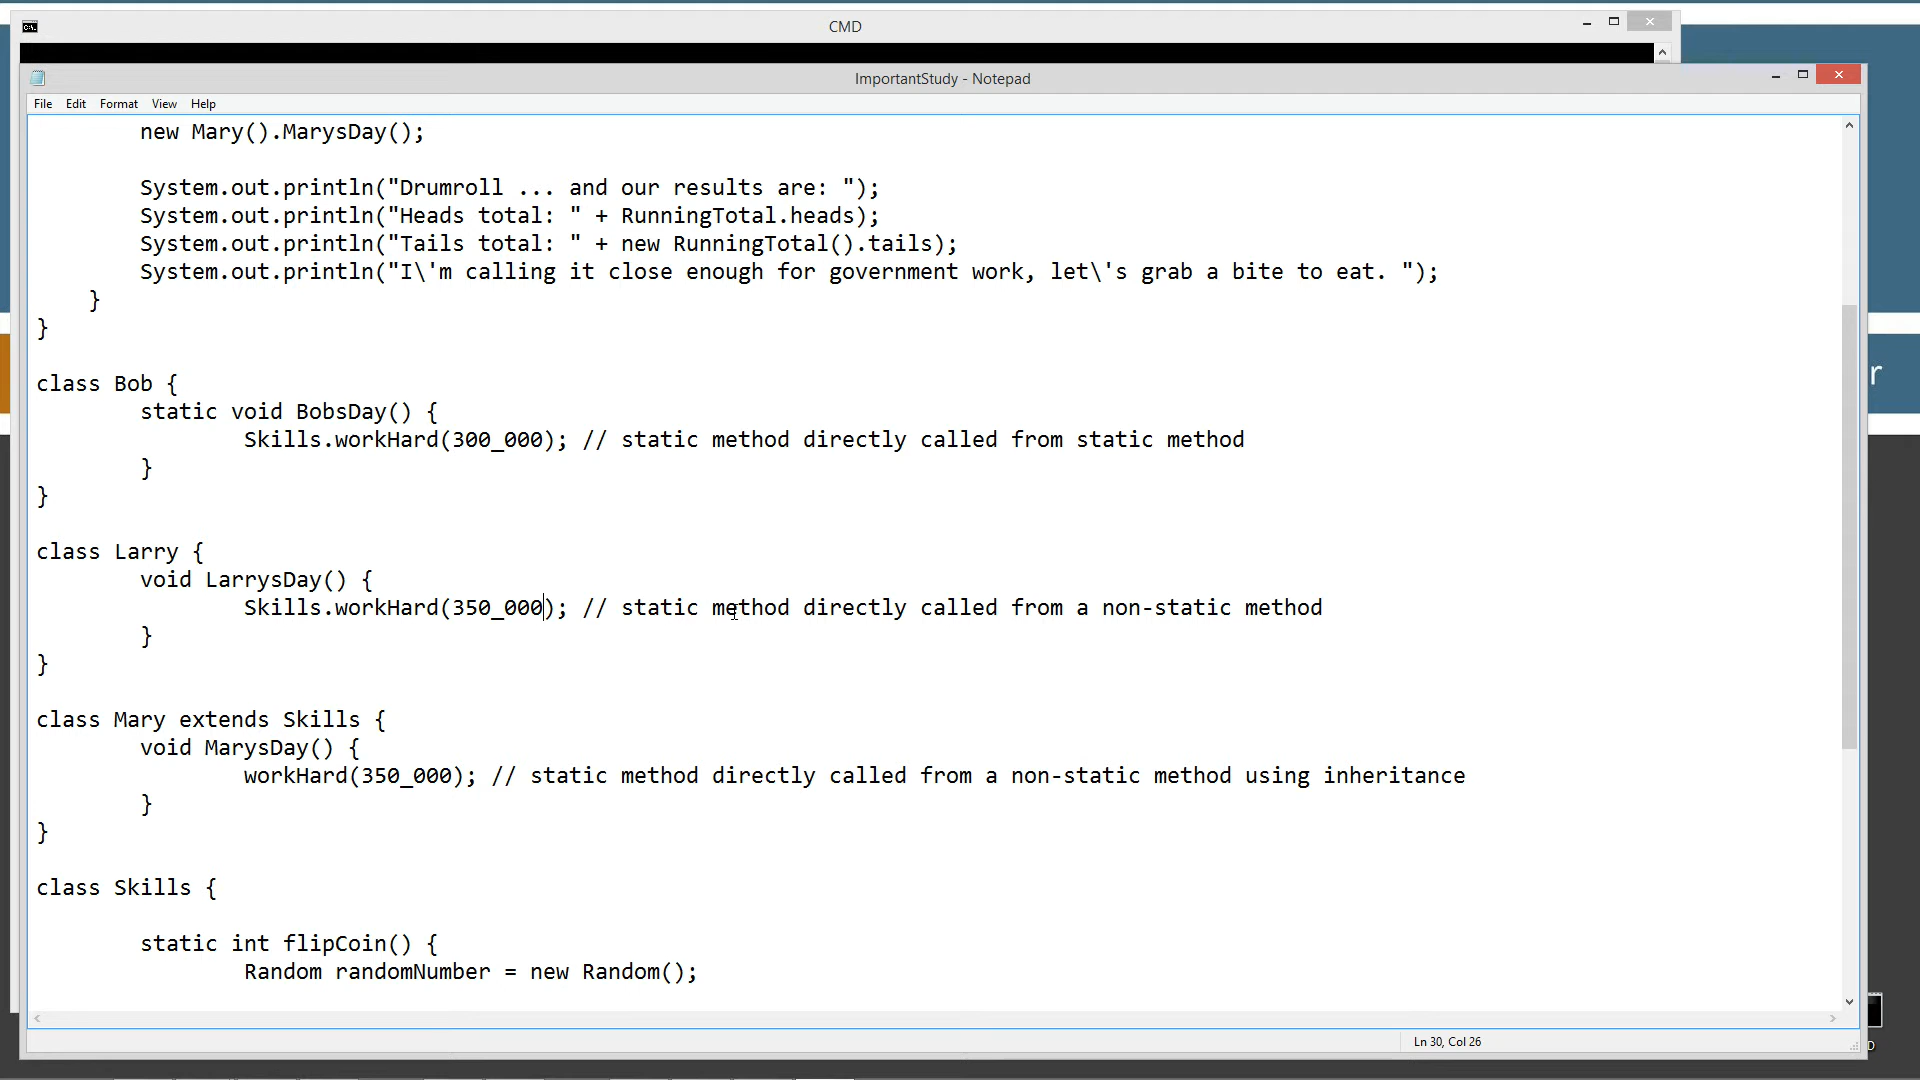 CMD
ImportantStudy - Notepad
File Edit Format View Help
new Mary().MarysDay();
System.out.println("Drumroll ... and our results are: ");
System.out.println("Heads total: " + RunningTotal.heads);
System.out.println("Tails total: " + new RunningTotal().tails);
System.out.println("I\'m calling it close enough for government work, let\'s grab a bite to eat. ");
}
}
class Bob {
static void BobsDay() {
Skills.workHard(300_000); // static method directly called from static method
}
}
class Larry {
void LarrysDay() {
Skills.workHard(350_000); // static method directly called from a non-static method
}
}
class Mary extends Skills {
void MarysDay() {
workHard(350_000); // static method directly called from a non-static method using inheritance
}
}
class Skills {
static int flipCoin() {
Random randomNumber = new Random();
Ln 30, Col 26
r
D